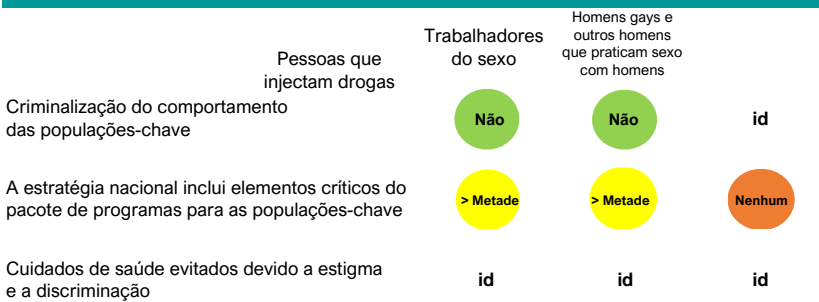 Pessoas que
injectam drogas
Trabalhadores
do sexo
Homens gays e
outros homens
que praticam sexo
com homens
Criminalização do comportamento
das populações-chave
Não
Não
id
A estratégia nacional inclui elementos críticos do
pacote de programas para as populações-chave
> Metade
> Metade
Nenhum
Cuidados de saúde evitados devido a estigma
e a discriminação
id
id
id